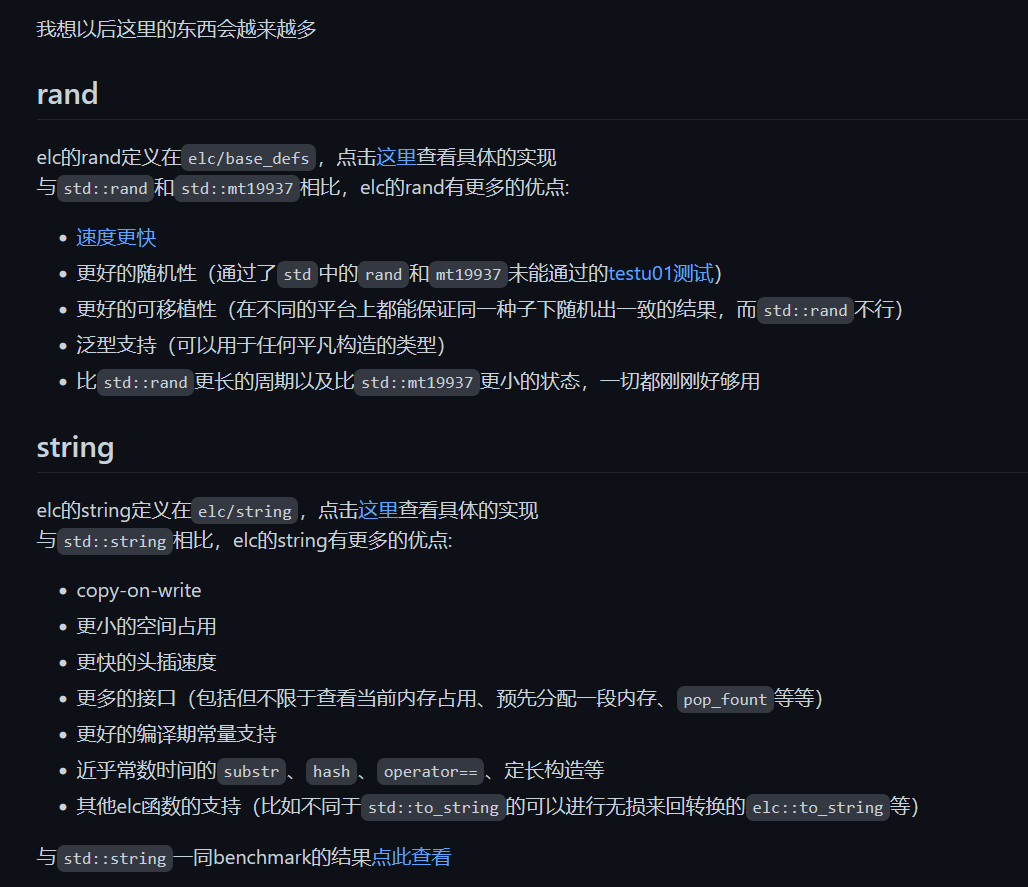 我想以后这里的东西会越来越多
rand
elc的rand定义在elc/base_defs，点击这里查看具体的实现
与std::rand和std::mt19937相比，elc的rand有更多的优点:
速度更快
更好的随机性（通过了std中的rand和mt19937未能通过的testu01测试）
更好的可移植性（在不同的平台上都能保证同一种子下随机出一致的结果，而std::rand不行）
泛型支持（可以用于任何平凡构造的类型）
比std::rand更长的周期以及比std::mt19937更小的状态，一切都刚刚好够用
string
elc的string定义在elc/string，点击这里查看具体的实现
与std::string相比，elc的string有更多的优点:
copy-on-write
更小的空间占用
更快的头插速度
更多的接口（包括但不限于查看当前内存占用、预先分配一段内存、pop_fount等等）
更好的编译期常量支持
近乎常数时间的substr、hash、operator==、定长构造等
其他elc函数的支持（比如不同于std::to_string的可以进行无损来回转换的elc::to_string等）
与std::string一同benchmark的结果点此查看